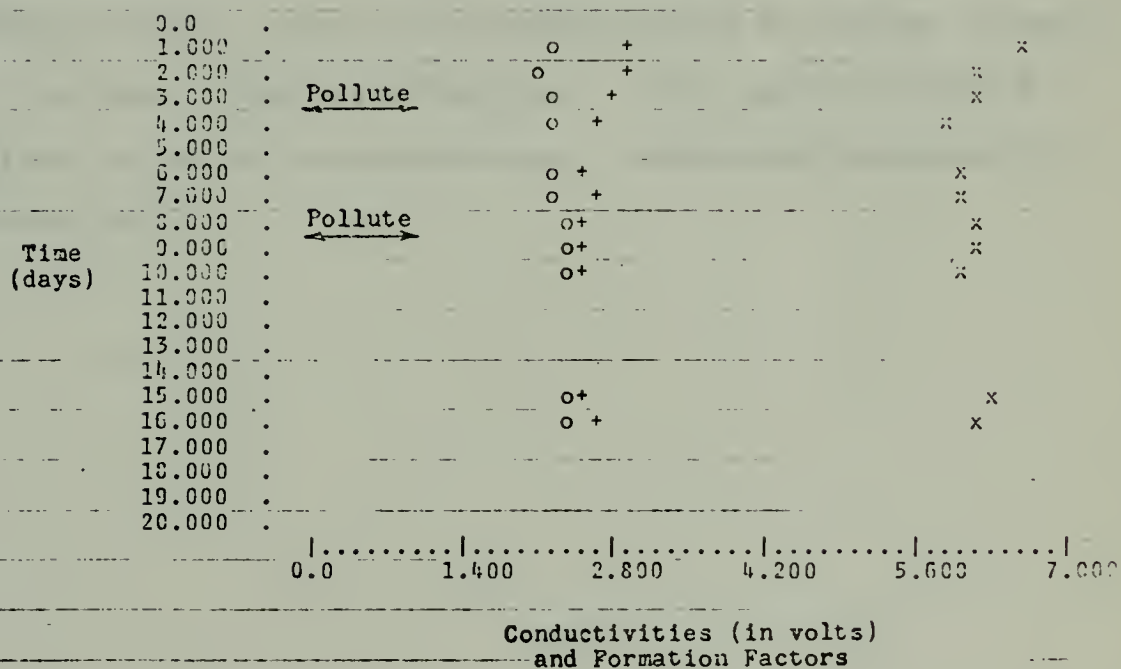 0.0 .
1.000 . o + x
2.000 . o + x
3.000 . Pollute o + x
4.000 . o + x
5.000 .
6.000 . o + x
7.000 . o + x
8.000 . Pollute o + x
9.000 . o + x
10.000 . o + x
11.000 .
12.000 .
13.000 .
14.000 .
15.000 . o + x
16.000 . o + x
17.000 .
18.000 .
19.000 .
20.000 .
Time
(days)
|.........|.........|.........|.........|.........|
0.0 1.400 2.800 4.200 5.600 7.000
Conductivities (in volts)
and Formation Factors